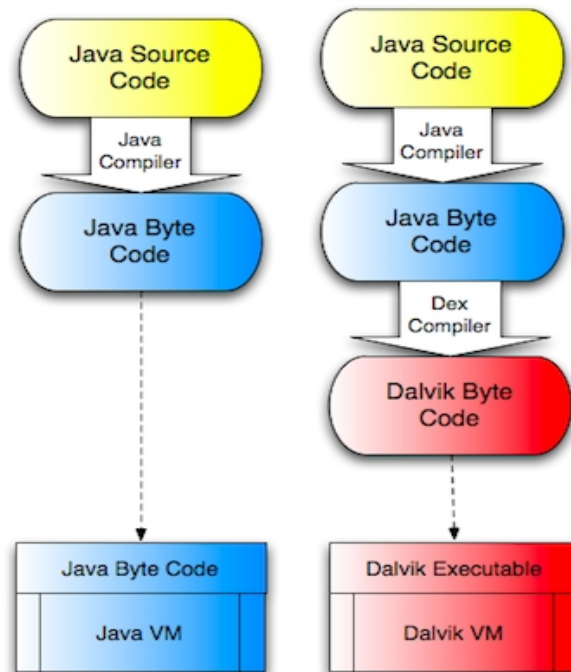 Java Source
Code
Java
Compiler
Java Byte
Code
Java Byte Code
Java VM
Java Source
Code
Java
Compiler
Java Byte
Code
Dex
Compiler
Dalvik Byte
Code
Dalvik Executable
Dalvik VM